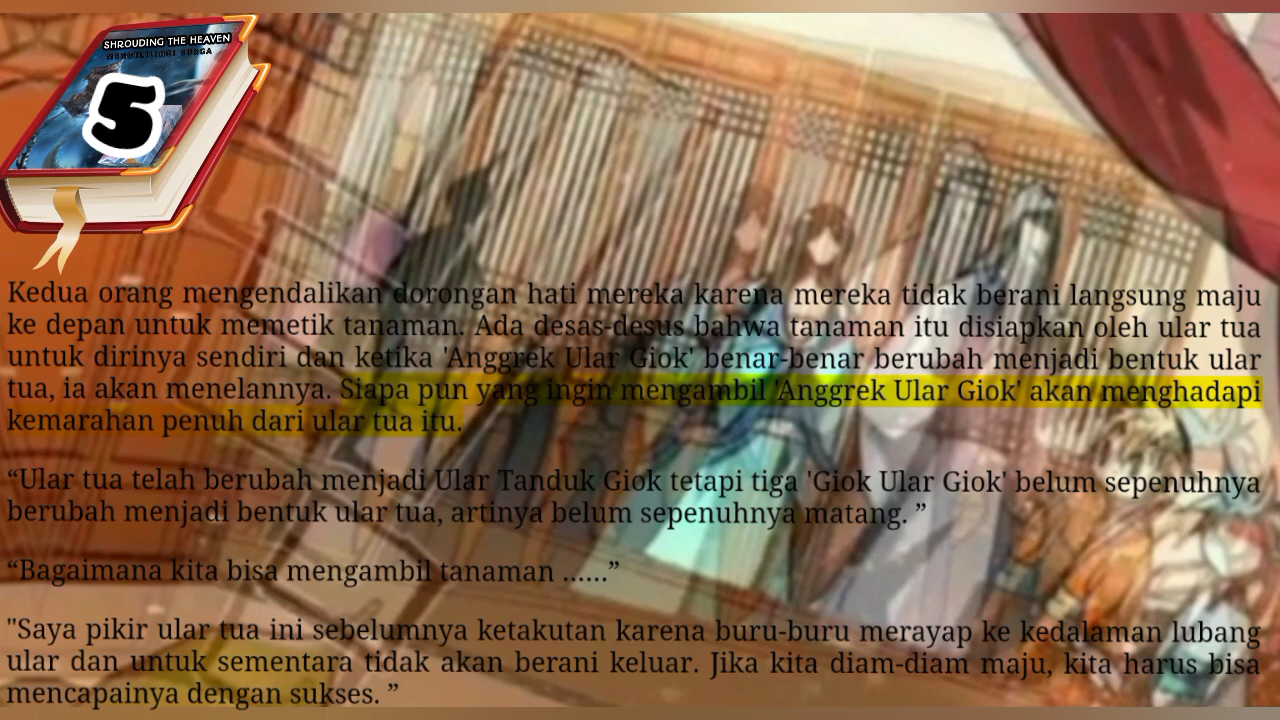 SHROUDING THE HEAVEN
5
Kedua orang mengendalikan dorongan hati mereka karena mereka tidak berani langsung maju
ke depan untuk memetik tanaman. Ada desas-desus bahwa tanaman itu disiapkan oleh ular tua
untuk dirinya sendiri dan ketika 'Anggrek Ular Giok' benar-benar berubah menjadi bentuk ular
tua, ia akan menelannya. Siapa pun yang ingin mengambil 'Anggrek Ular Giok' akan menghadapi
kemarahan penuh dari ular tua itu.
“Ular tua telah berubah menjadi Ular Tanduk Giok tetapi tiga 'Giok Ular Giok' belum sepenuhnya
berubah menjadi bentuk ular tua, artinya belum sepenuhnya matang. ”
“Bagaimana kita bisa mengambil tanaman ......”
"Saya pikir ular tua ini sebelumnya ketakutan karena buru-buru merayap ke kedalaman lubang
ular dan untuk sementara tidak akan berani keluar. Jika kita diam-diam maju, kita harus bisa
mencapainya dengan sukses. ”